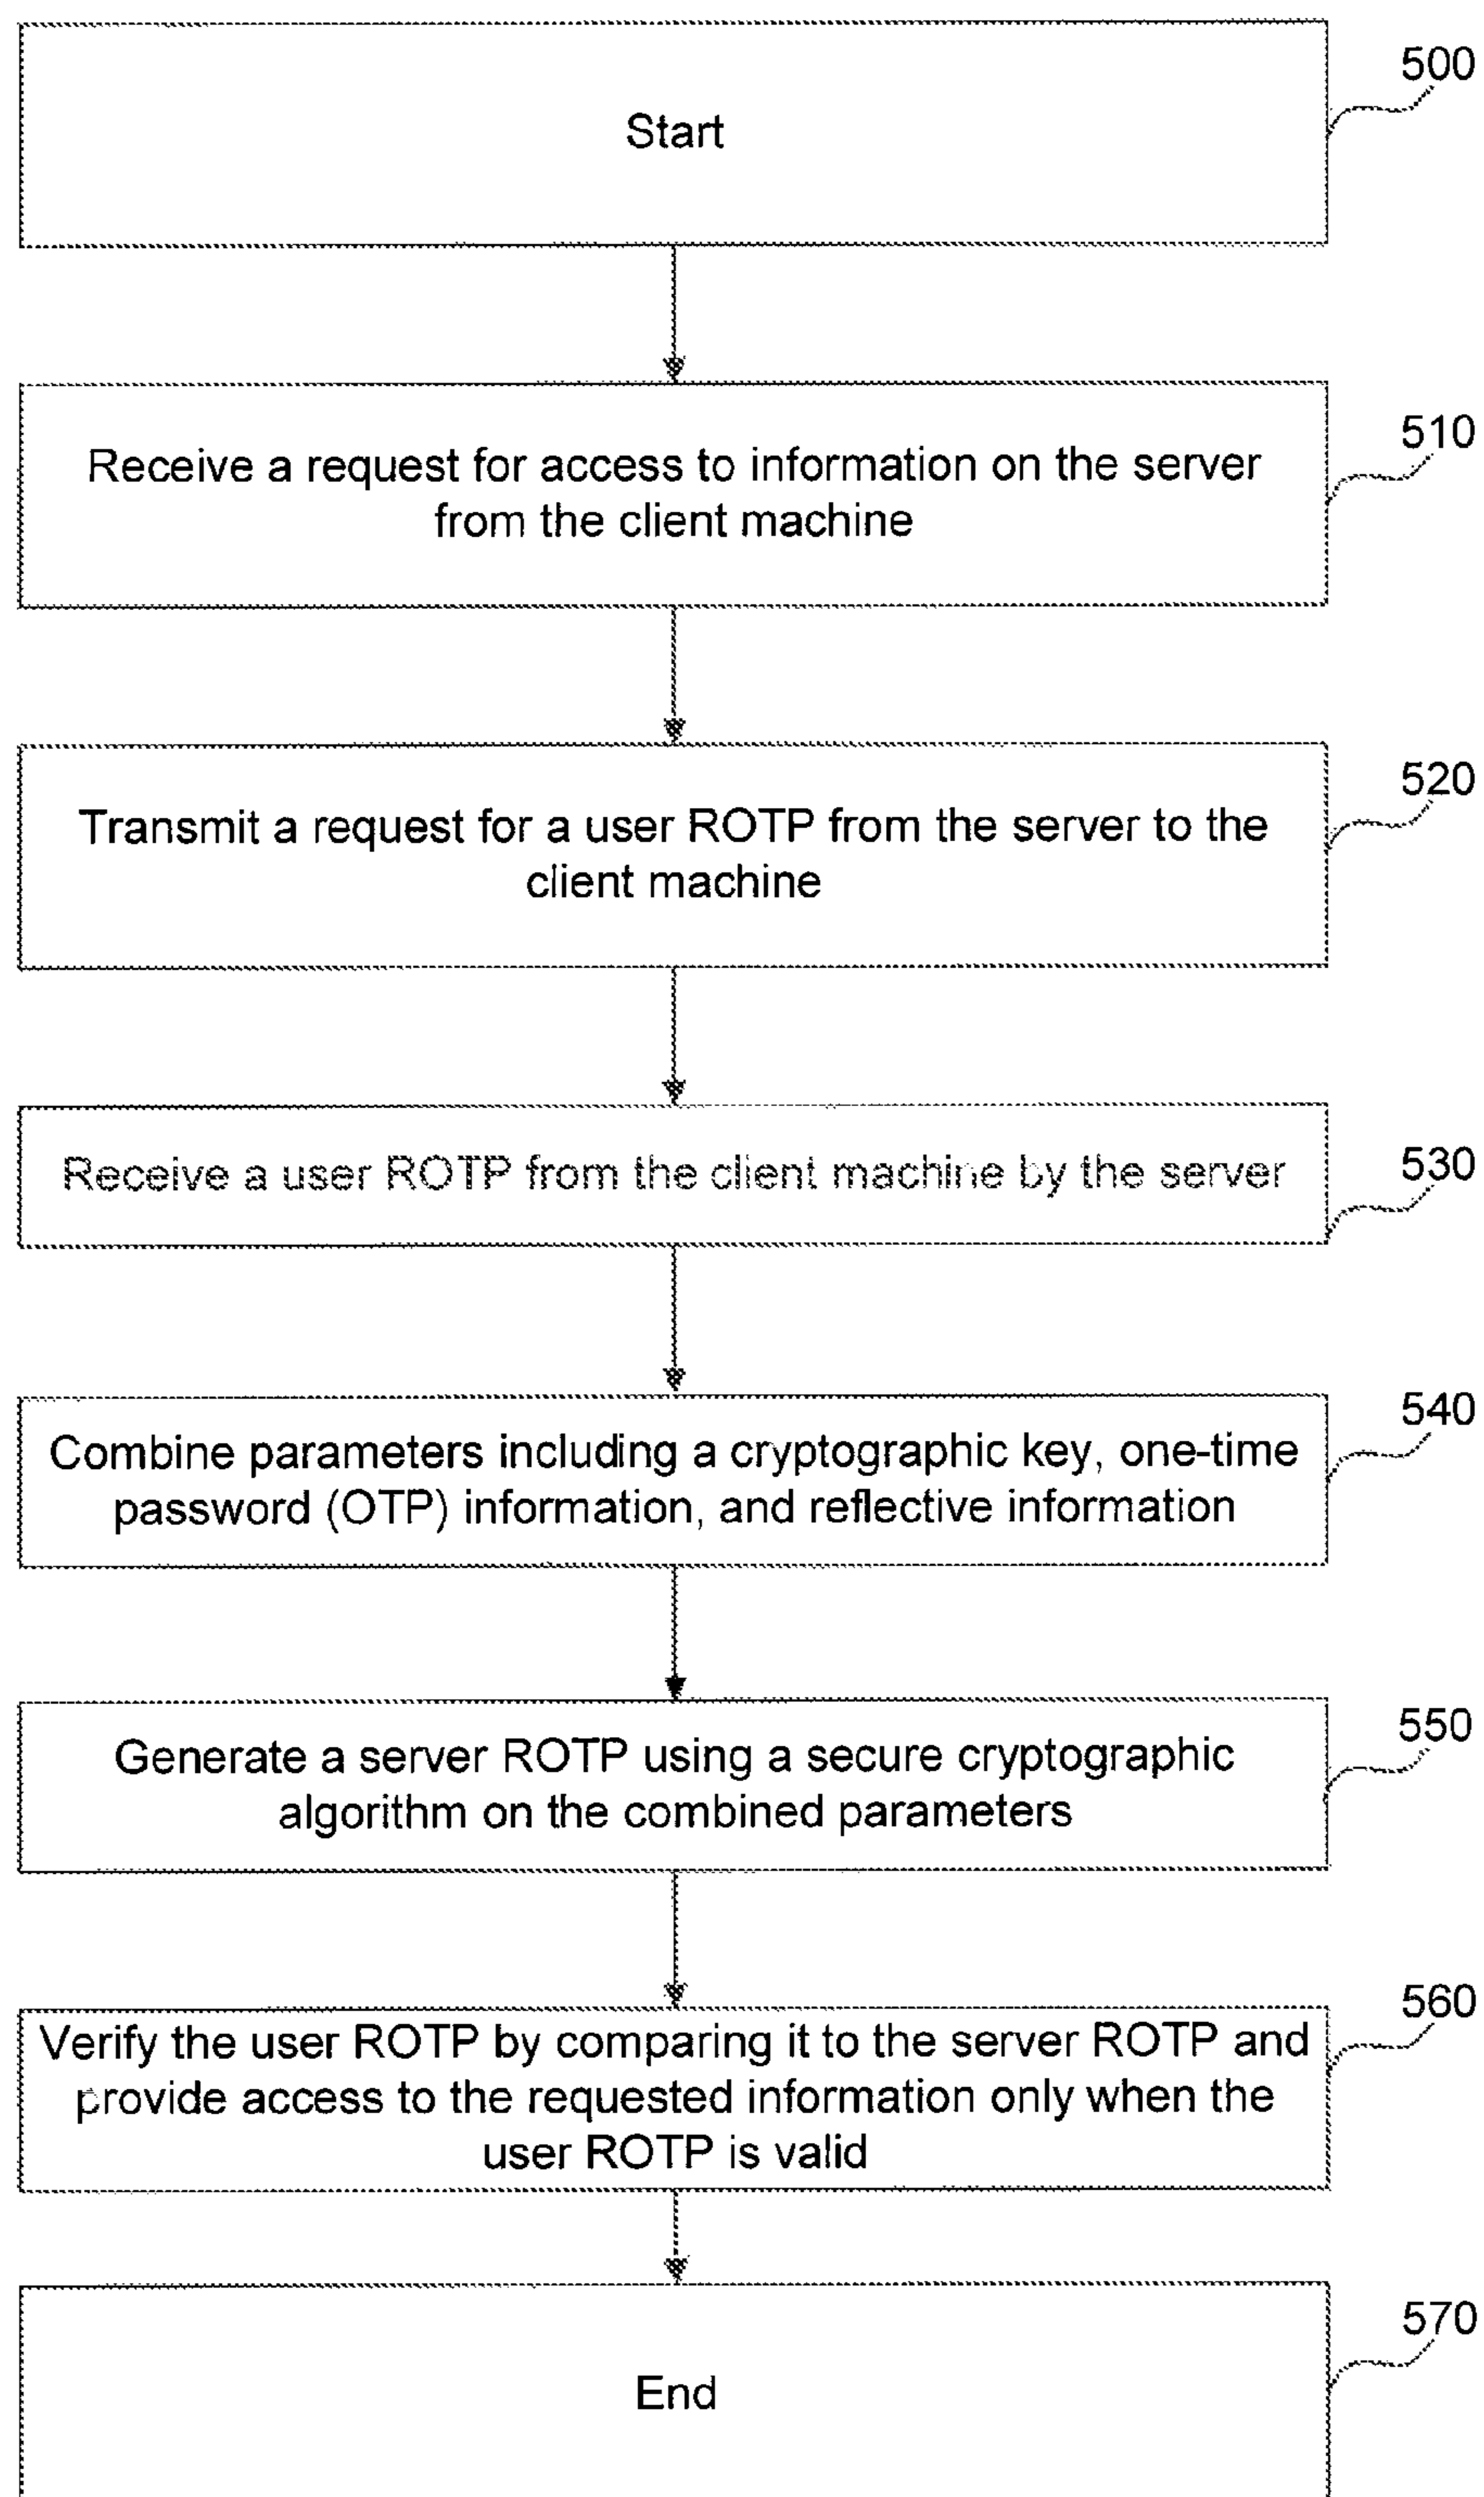 Start
500
Receive a request for access to information on the server
from the client machine
510
Transmit a request for a user ROTP from the server to the
client machine
520
Receive a user ROTP from the client machine by the server
530
Combine parameters including a cryptographic key, one-time
password (OTP) information, and reflective information
540
Generate a server ROTP using a secure cryptographic
algorithm on the combined parameters
550
Verify the user ROTP by comparing it to the server ROTP and
provide access to the requested information only when the
user ROTP is valid
560
End
570